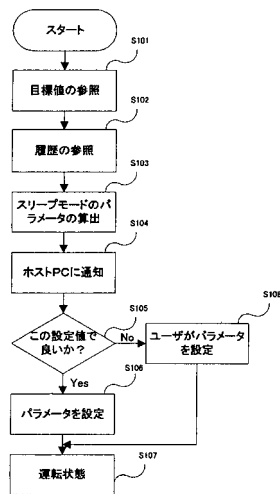 スタート
S101
目標値の参照
S102
履歴の参照
S103
スリープモードのパ
ラメータの算出
S104
ホストPCに通知
S105
この設定値で
良いか?
No
S108
ユーザがパラメータ
を設定
Yes
S106
パラメータを設定
S107
運転状態